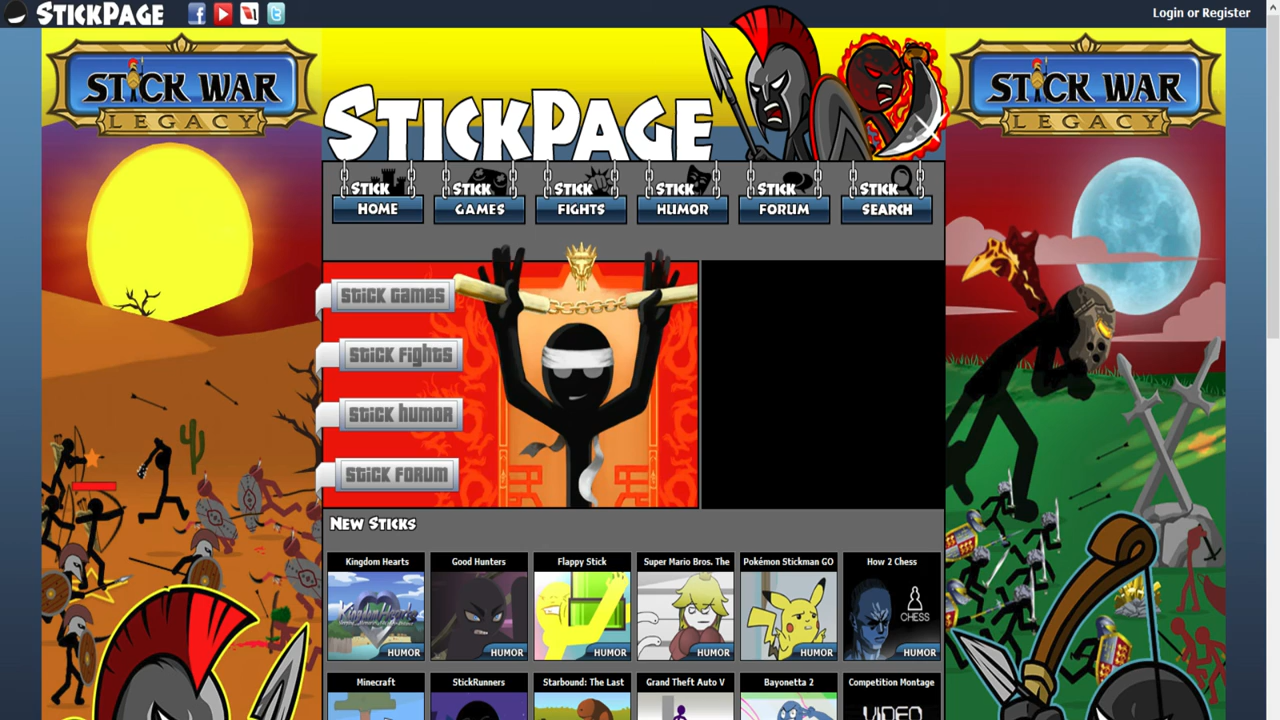 STICKPAGE
Login or Register
STICK WAR
LEGACY
STICKPAGE
STICK WAR
LEGACY
STICK HOME
STICK GAMES
STICK FIGHTS
STICK HUMOR
STICK FORUM
STICK SEARCH
STICK GAMES
STICK FIGHTS
STICK HUMOR
STICK FORUM
NEW STICKS
Kingdom Hearts
Good Hunters
Flappy Stick
Super Mario Bros. The
Pokémon Stickman GO
How 2 Chess
Kingdom Hearts
CHESS
HUMOR
HUMOR
HUMOR
HUMOR
HUMOR
HUMOR
Minecraft
StickRunners
Starbound: The Last
Grand Theft Auto V
Bayonetta 2
Competition Montage
VIDEO